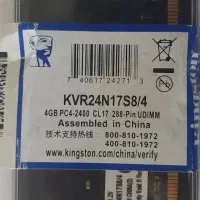 7 40617 24271 3
KVR24N17S8/4
4GB PC4-2400 CL17 288-Pin UDIMM
Assembled in China
技术支持热线: 800-810-1972
400-810-1972
www.kingston.com/china/verify